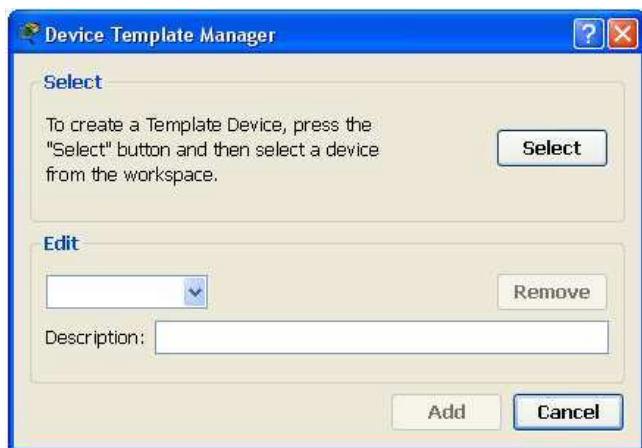 Device Template Manager
?
Select
To create a Template Device, press the
"Select" button and then select a device
from the workspace.
Select
Edit
Remove
Description:
Add
Cancel